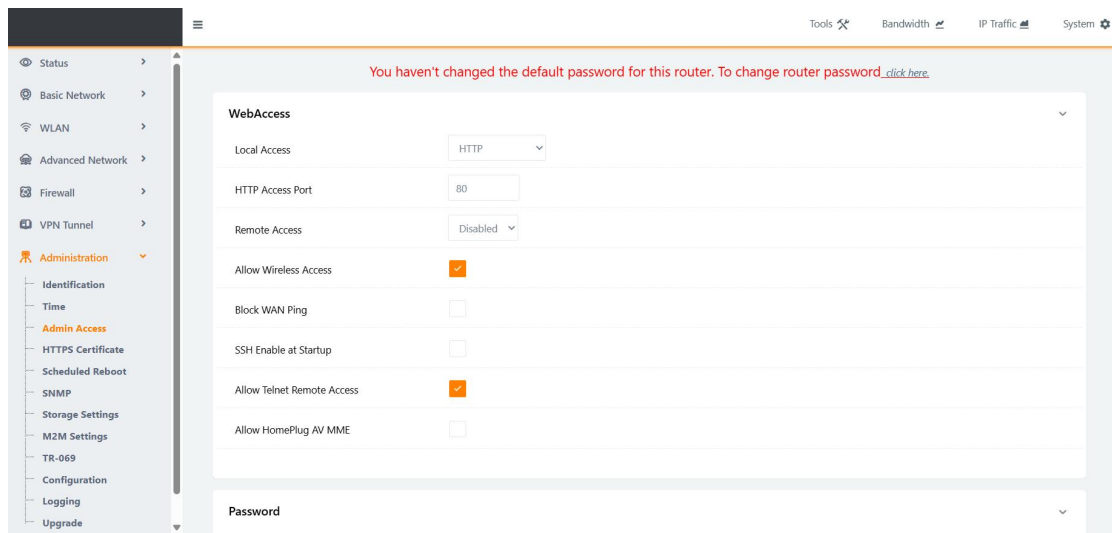 Tools
Bandwidth
IP Traffic
System
Status
Basic Network
WLAN
Advanced Network
Firewall
VPN Tunnel
Administration
Identification
Time
Admin Access
HTTPS Certificate
Scheduled Reboot
SNMP
Storage Settings
M2M Settings
TR-069
Configuration
Logging
Upgrade
You haven't changed the default password for this router. To change router password click here.
WebAccess
Local Access HTTP
HTTP Access Port 80
Remote Access Disabled
Allow Wireless Access
Block WAN Ping
SSH Enable at Startup
Allow Telnet Remote Access
Allow HomePlug AV MME
Password